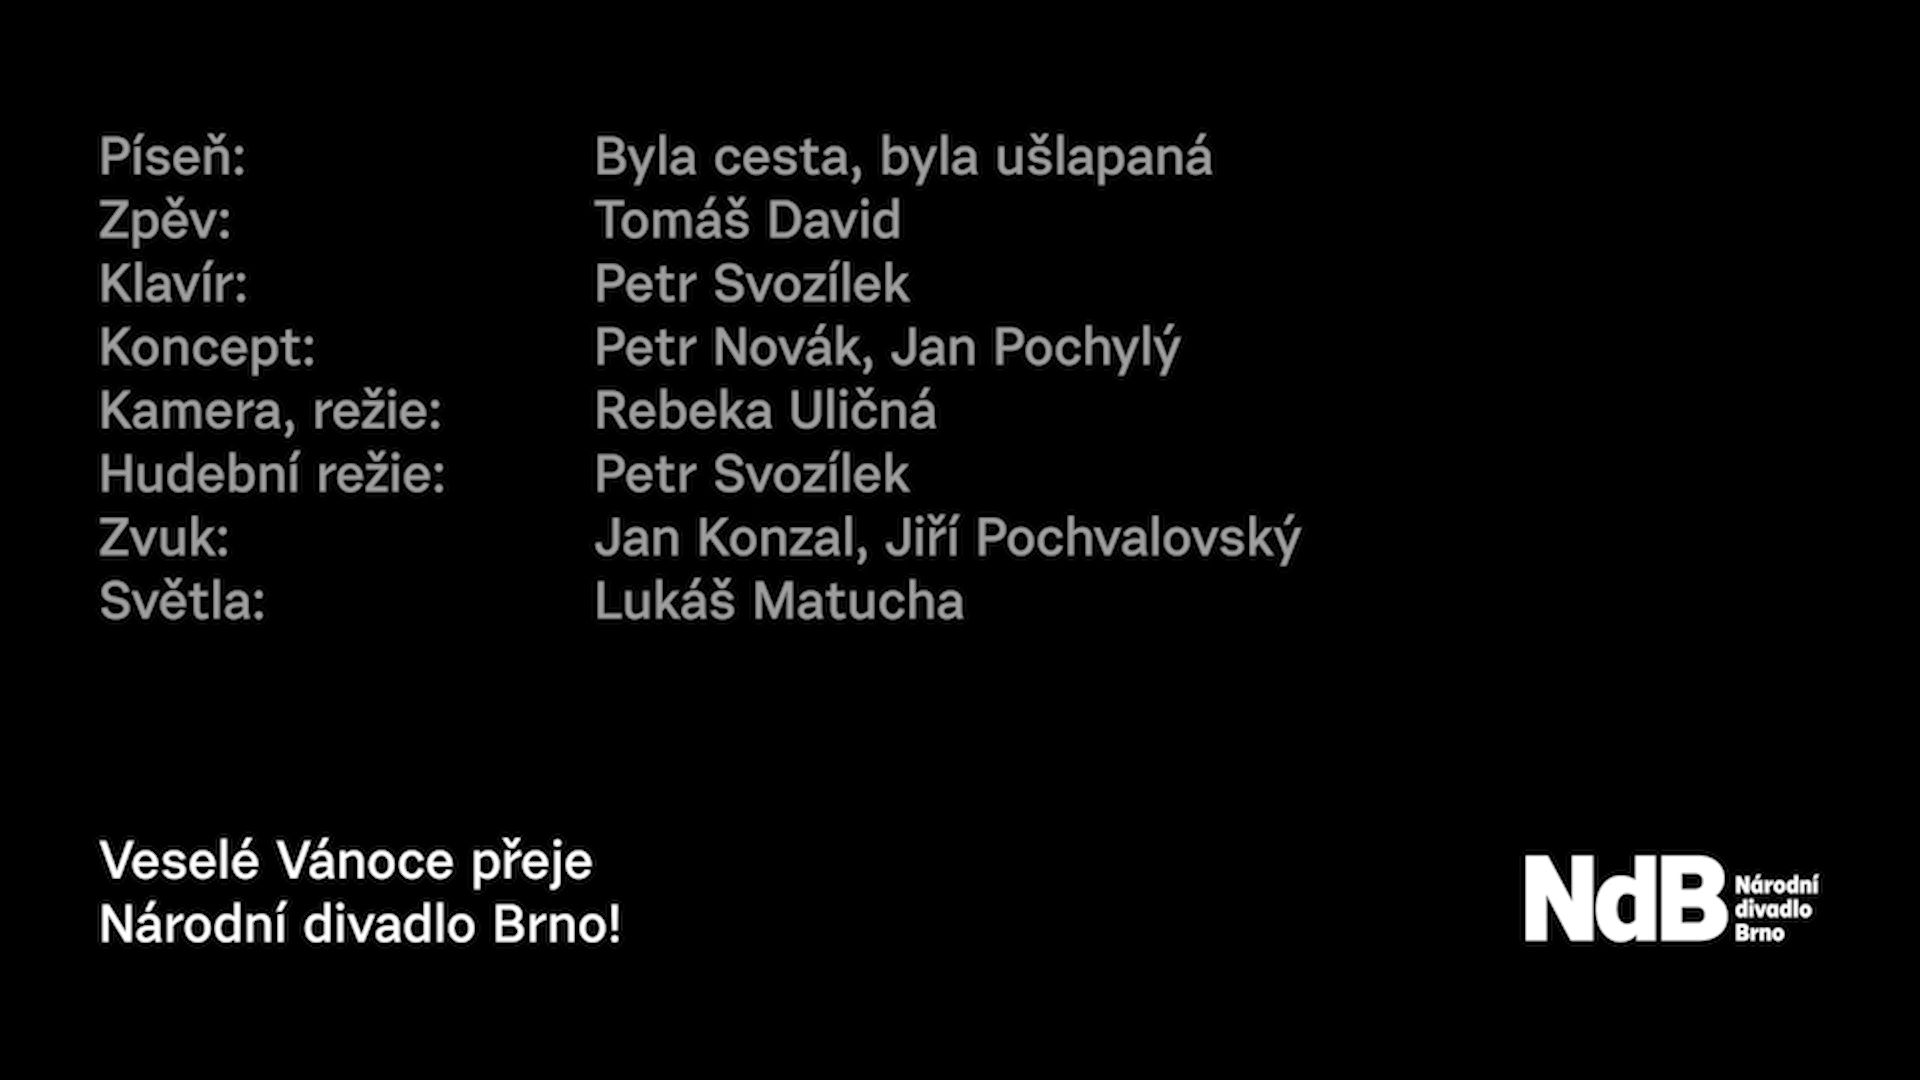 Píseň: Byla cesta, byla ušlapaná
Zpěv: Tomáš David
Klavír: Petr Svozílek
Koncept: Petr Novák, Jan Pochylý
Kamera, režie: Rebeka Uličná
Hudební režie: Petr Svozílek
Zvuk: Jan Konzal, Jiří Pochvalovský
Světla: Lukáš Matucha
Veselé Vánoce přeje
Národní divadlo Brno!
NdB
Národní
divadlo
Brno